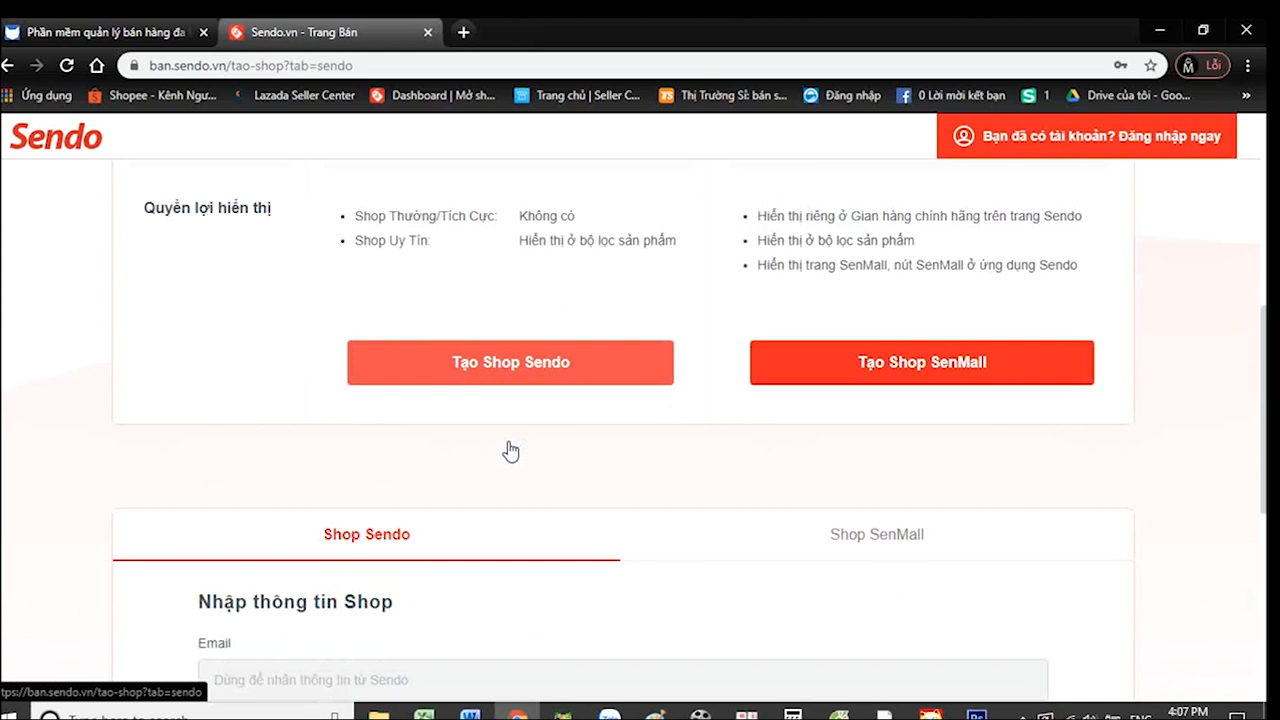 Phần mềm quản lý bán hàng đa
Sendo.vn - Trang Bán
ban.sendo.vn/tao-shop?tab=sendo
Lỗi
Ứng dụng
Shopee - Kênh Ngư...
Lazada Seller Center
Dashboard | Mở sh...
Trang chủ | Seller C...
Thị Trường Sỉ: bán s...
Đăng nhập
0 Lời mời kết bạn
1
Drive của tôi - Goo...
»
Sendo
Bạn đã có tài khoản? Đăng nhập ngay
Quyền lợi hiển thị
• Shop Thường/Tích Cực: Không có
• Shop Uy Tín: Hiển thị ở bộ lọc sản phẩm
• Hiển thị riêng ở Gian hàng chính hãng trên trang Sendo
• Hiển thị ở bộ lọc sản phẩm
• Hiển thị trang SenMall, nút SenMall ở ứng dụng Sendo
Tạo Shop Sendo
Tạo Shop SenMall
Shop Sendo
Shop SenMall
Nhập thông tin Shop
Email
Dùng để nhận thông tin từ Sendo
tps://ban.sendo.vn/tao-shop?tab=sendo
Type here to search
4:07 PM